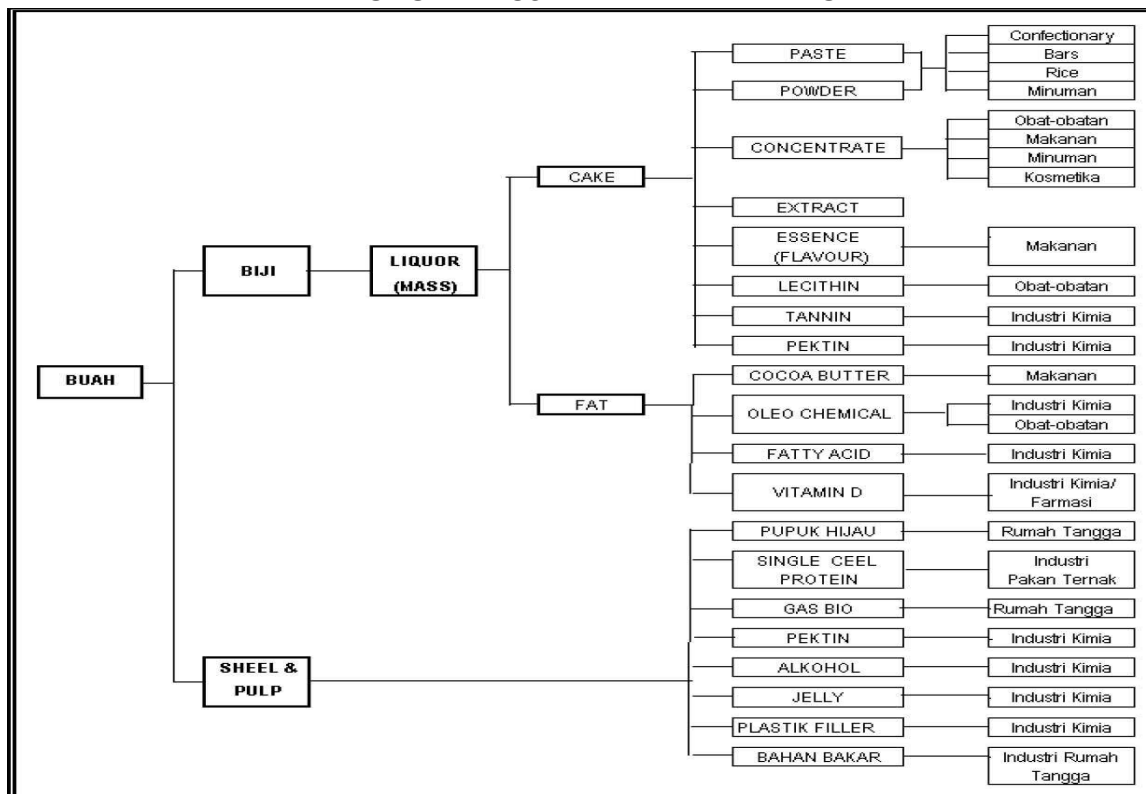 BUAH
BIJI
SHEEL &
PULP
LIQUOR
(MASS)
CAKE
FAT
PASTE
POWDER
CONCENTRATE
EXTRACT
ESSENCE
(FLAVOUR)
LECITHIN
TANNIN
PEKTIN
COCOA BUTTER
OLEO CHEMICAL
FATTY ACID
VITAMIN D
PUPUK HIJAU
SINGLE CEEL
PROTEIN
GAS BIO
PEKTIN
ALKOHOL
JELLY
PLASTIK FILLER
BAHAN BAKAR
Confectionary
Bars
Rice
Minuman
Obat-obatan
Makanan
Minuman
Kosmetika
Makanan
Obat-obatan
Industri Kimia
Industri Kimia
Makanan
Industri Kimia
Obat-obatan
Industri Kimia
Industri Kimia/
Farmasi
Rumah Tangga
Industri
Pakan Ternak
Rumah Tangga
Industri Kimia
Industri Kimia
Industri Kimia
Industri Kimia
Industri Rumah
Tangga